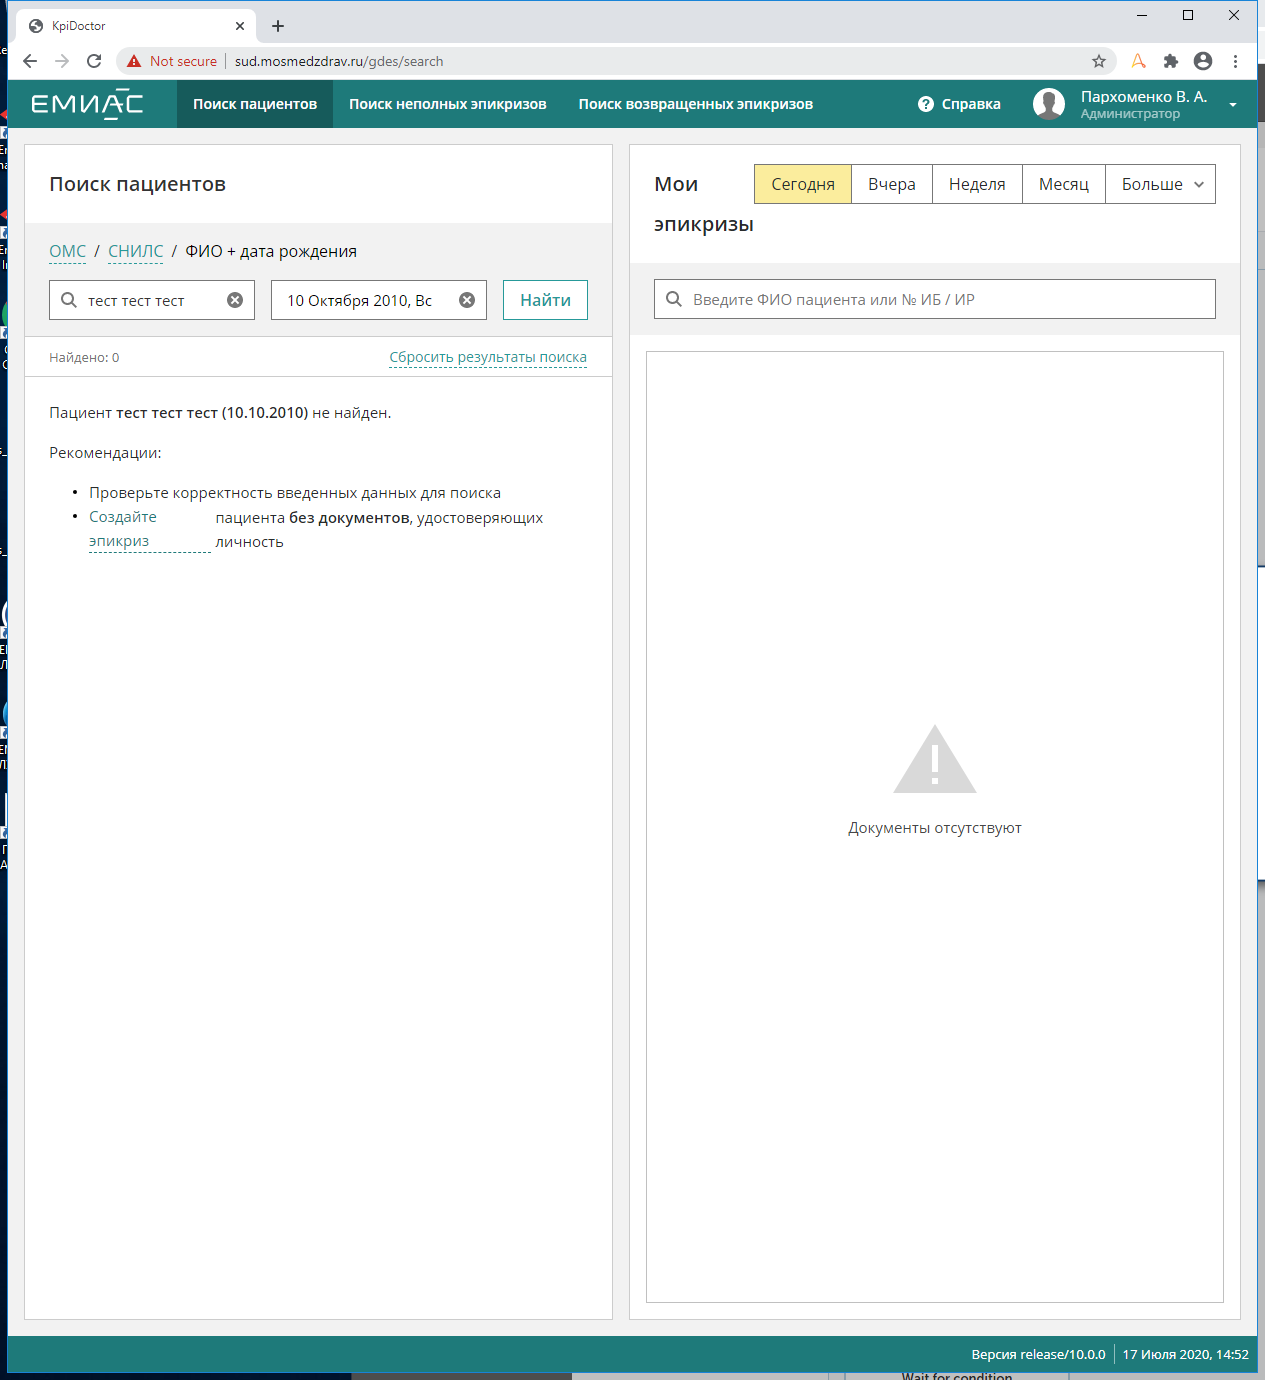 KpiDoctor
Not secure
sud.mosmedzdrav.ru/gdes/search
ЕМИАС
Поиск пациентов
Поиск неполных эпикризов
Поиск возвращенных эпикризов
Справка
Пархоменко В. А.
Администратор
Поиск пациентов
ОМС / СНИЛС / ФИО + дата рождения
тест тест тест
10 Октября 2010, Вс
Найти
Найдено: 0
Сбросить результаты поиска
Пациент тест тест тест (10.10.2010) не найден.
Рекомендации:
• Проверьте корректность введенных данных для поиска
• Создайте
эпикриз
пациента без документов, удостоверяющих
личность
Мои
эпикризы
Сегодня
Вчера
Неделя
Месяц
Больше
Введите ФИО пациента или № ИБ / ИР
Документы отсутствуют
Версия release/10.0.0
17 Июля 2020, 14:52
Wait for condition